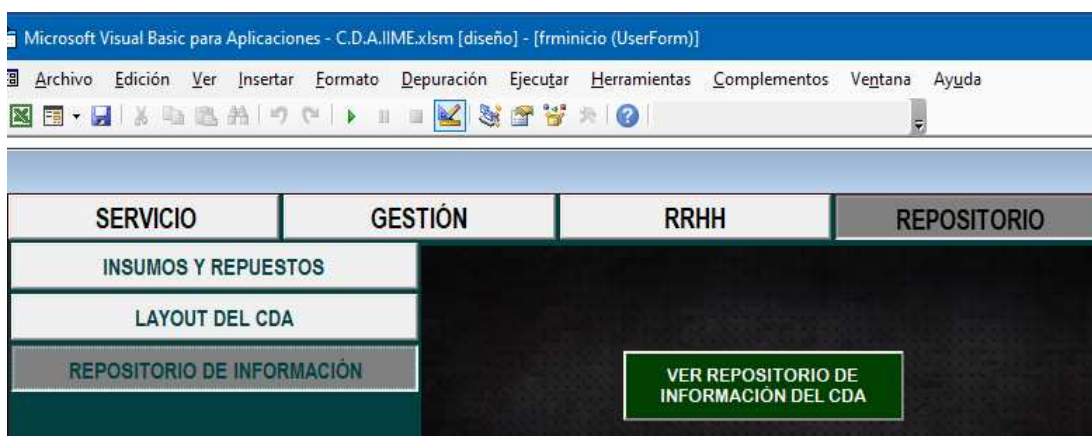 Microsoft Visual Basic para Aplicaciones - C.D.A.IIME.xlsm [diseño] - [frminicio (UserForm)]
Archivo Edición Ver Insertar Formato Depuración Ejecutar Herramientas Complementos Ventana Ayuda
SERVICIO GESTIÓN RRHH REPOSITORIO
INSUMOS Y REPUESTOS
LAYOUT DEL CDA
REPOSITORIO DE INFORMACIÓN
VER REPOSITORIO DE
INFORMACIÓN DEL CDA